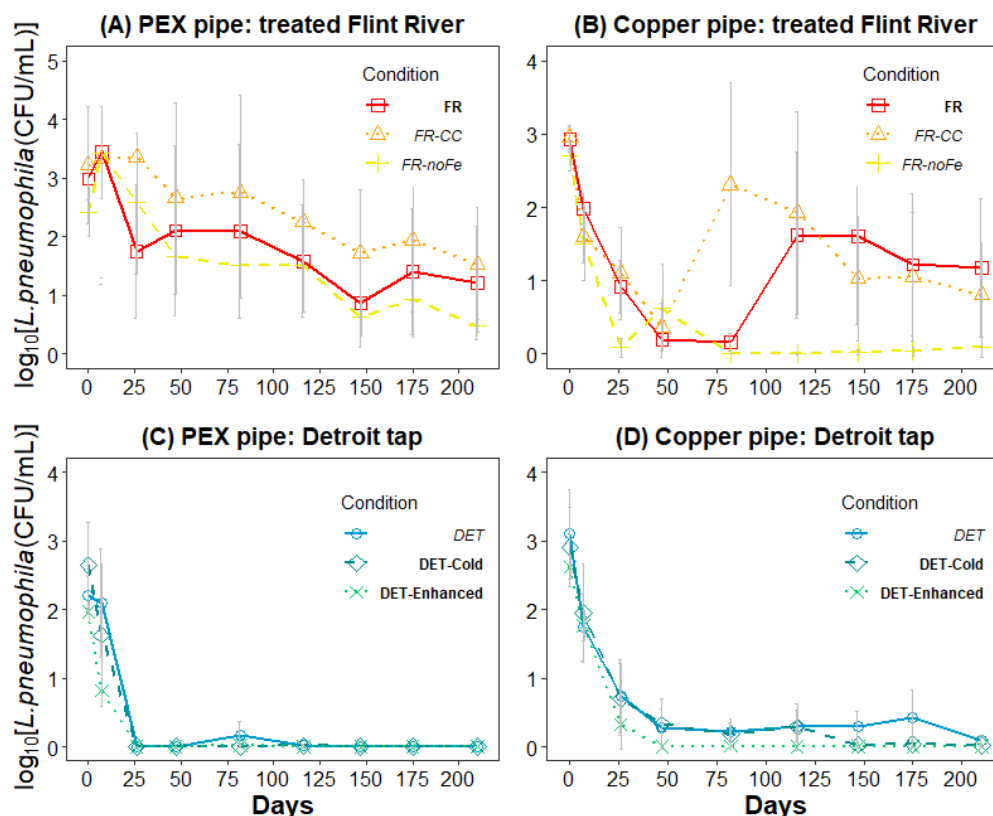 (A) PEX pipe: treated Flint River
(B) Copper pipe: treated Flint River
log10[L.pneumophila(CFU/mL)]
5
4
3
2
1
0
Condition
FR
FR-CC
FR-noFe
0 25 50 75 100 125 150 175 200
4
3
2
1
0
Condition
FR
FR-CC
FR-noFe
0 25 50 75 100 125 150 175 200
(C) PEX pipe: Detroit tap
(D) Copper pipe: Detroit tap
log10[L.pneumophila(CFU/mL)]
4
3
2
1
0
Condition
DET
DET-Cold
DET-Enhanced
0 25 50 75 100 125 150 175 200
Days
4
3
2
1
0
Condition
DET
DET-Cold
DET-Enhanced
0 25 50 75 100 125 150 175 200
Days